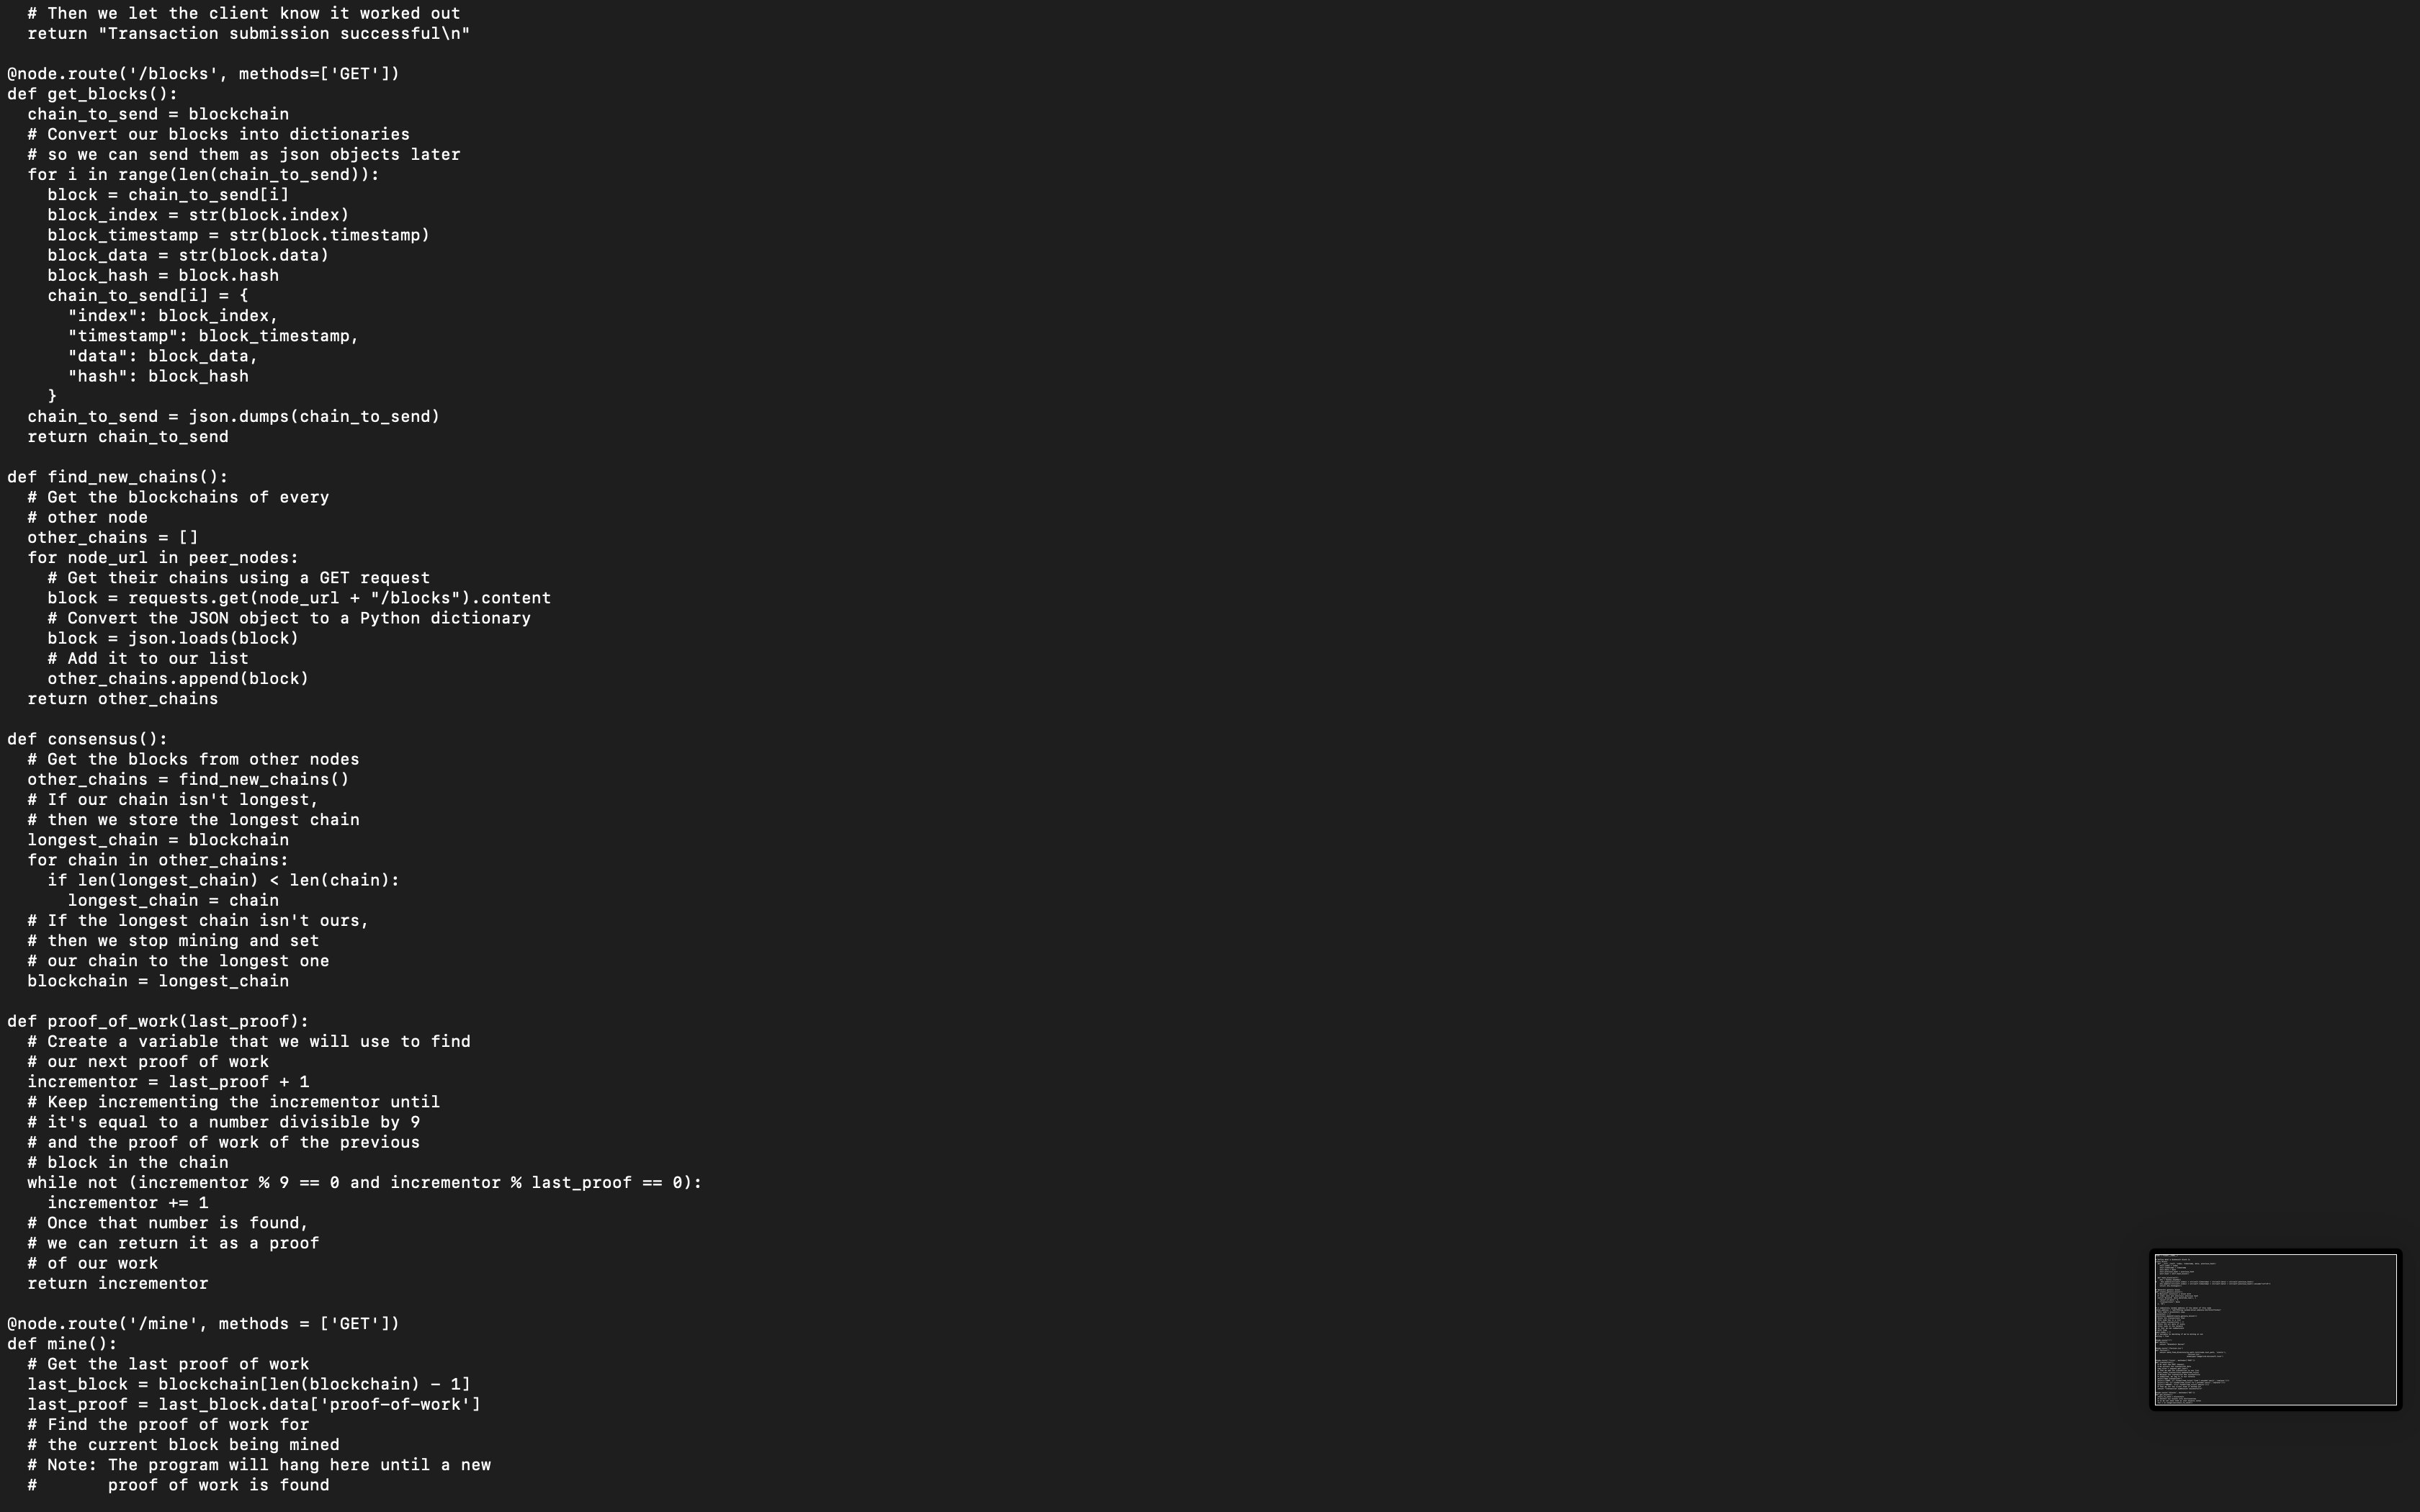 # Then we let the client know it worked out
  return "Transaction submission successful\n"

@node.route('/blocks', methods=['GET'])
def get_blocks():
  chain_to_send = blockchain
  # Convert our blocks into dictionaries
  # so we can send them as json objects later
  for i in range(len(chain_to_send)):
    block = chain_to_send[i]
    block_index = str(block.index)
    block_timestamp = str(block.timestamp)
    block_data = str(block.data)
    block_hash = block.hash
    chain_to_send[i] = {
      "index": block_index,
      "timestamp": block_timestamp,
      "data": block_data,
      "hash": block_hash
    }
  chain_to_send = json.dumps(chain_to_send)
  return chain_to_send

def find_new_chains():
  # Get the blockchains of every
  # other node
  other_chains = []
  for node_url in peer_nodes:
    # Get their chains using a GET request
    block = requests.get(node_url + "/blocks").content
    # Convert the JSON object to a Python dictionary
    block = json.loads(block)
    # Add it to our list
    other_chains.append(block)
  return other_chains

def consensus():
  # Get the blocks from other nodes
  other_chains = find_new_chains()
  # If our chain isn't longest,
  # then we store the longest chain
  longest_chain = blockchain
  for chain in other_chains:
    if len(longest_chain) < len(chain):
      longest_chain = chain
  # If the longest chain isn't ours,
  # then we stop mining and set
  # our chain to the longest one
  blockchain = longest_chain

def proof_of_work(last_proof):
  # Create a variable that we will use to find
  # our next proof of work
  incrementor = last_proof + 1
  # Keep incrementing the incrementor until
  # it's equal to a number divisible by 9
  # and the proof of work of the previous
  # block in the chain
  while not (incrementor % 9 == 0 and incrementor % last_proof == 0):
    incrementor += 1
  # Once that number is found,
  # we can return it as a proof
  # of our work
  return incrementor

@node.route('/mine', methods = ['GET'])
def mine():
  # Get the last proof of work
  last_block = blockchain[len(blockchain) - 1]
  last_proof = last_block.data['proof-of-work']
  # Find the proof of work for
  # the current block being mined
  # Note: The program will hang here until a new
  #       proof of work is found